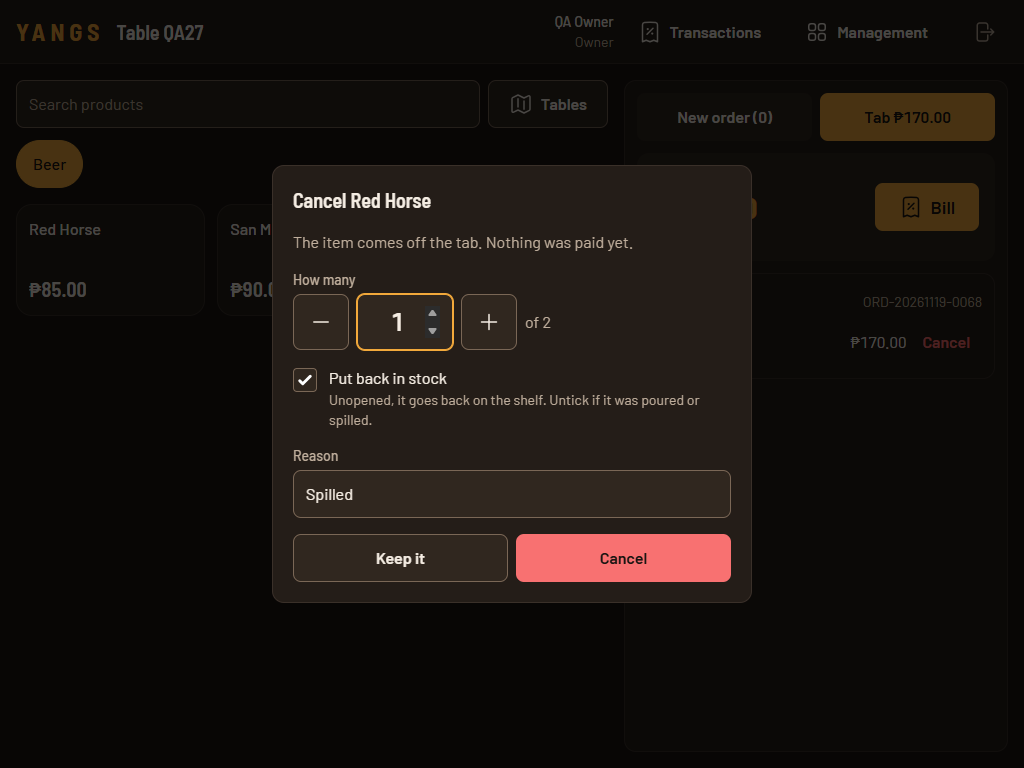 YANGS
Table QA27
QA Owner
Owner
Transactions
Management
Search products
Tables
New order (0)
Tab ₱170.00
Beer
Bill
Red Horse
₱85.00
San M
₱90.0
ORD-20261119-0068
₱170.00
Cancel
Cancel Red Horse
The item comes off the tab. Nothing was paid yet.
How many
1
of 2
Put back in stock
Unopened, it goes back on the shelf. Untick if it was poured or
spilled.
Reason
Spilled
Keep it
Cancel